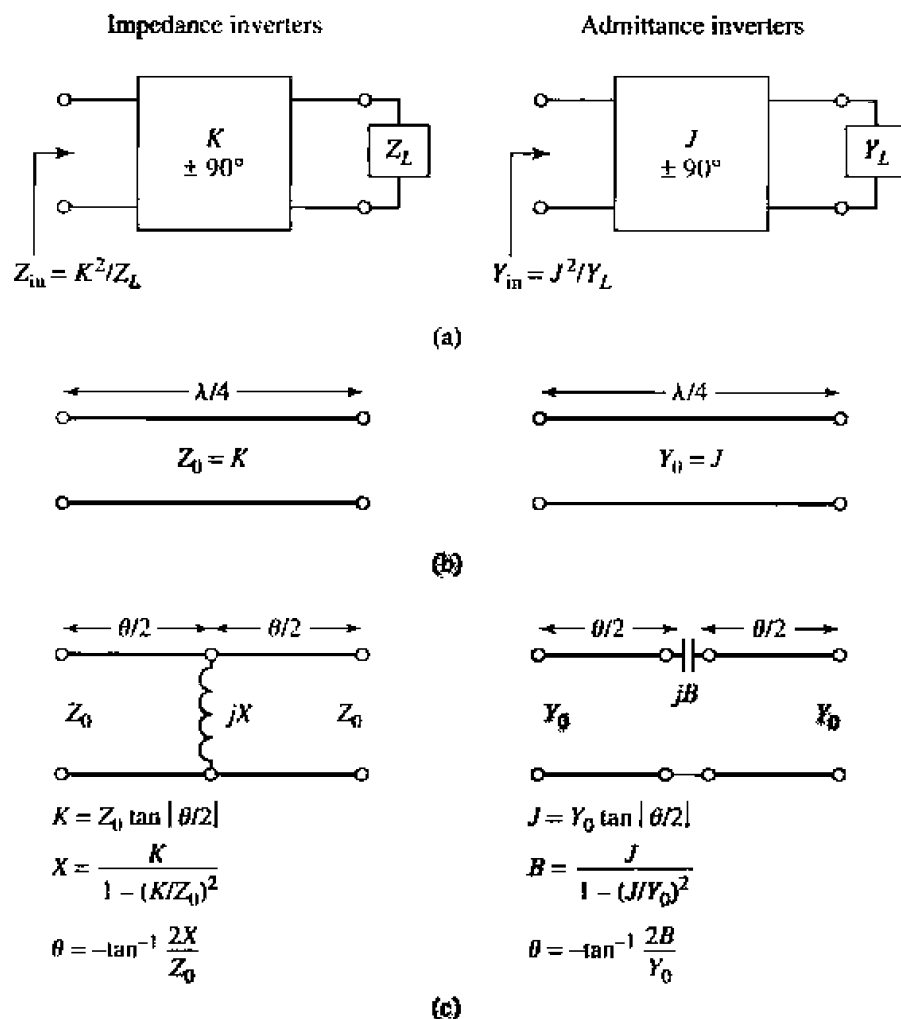 Impedance inverters Admittance inverters
K
± 90°
Z_L
J
± 90°
Y_L
Z_in = K²/Z_L
Y_in = J²/Y_L
(a)
λ/4 λ/4
Z_0 = K Y_0 = J
(b)
θ/2 θ/2 θ/2 θ/2
Z_0 jX Z_0 Y_0 jB Y_0
K = Z_0 tan |θ/2| J = Y_0 tan |θ/2|
X = K / (1 – (K/Z_0)²) B = J / (1 – (J/Y_0)²)
θ = –tan⁻¹ 2X/Z_0 θ = –tan⁻¹ 2B/Y_0
(c)